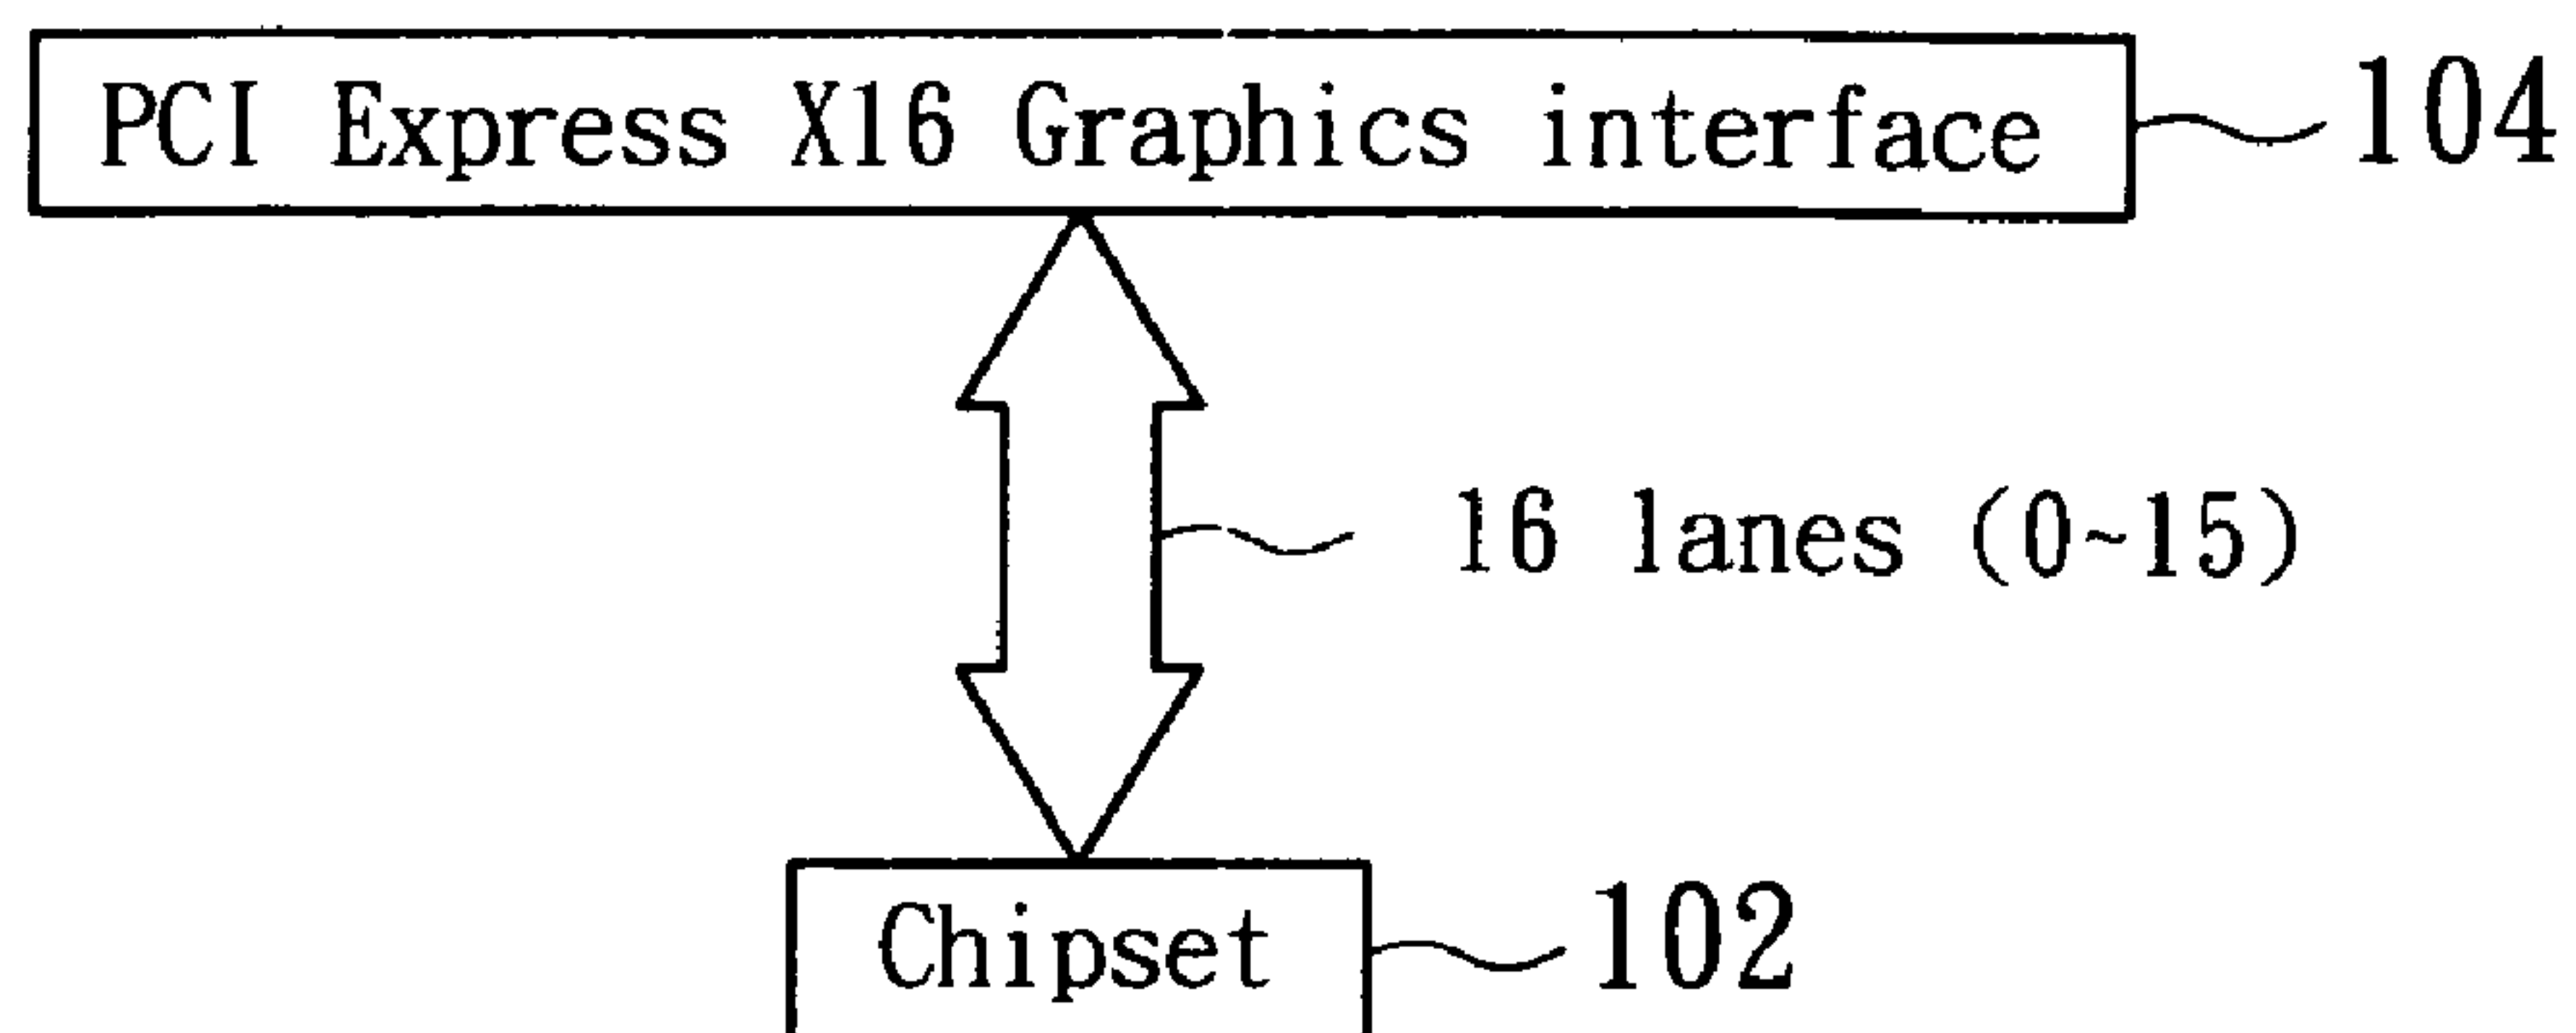 PCI Express X16 Graphics interface 104
16 lanes (0~15)
Chipset 102